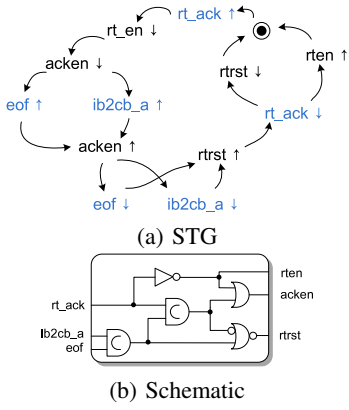 rt_ack ↑
rt_en ↓
rten ↑
acken ↓
rtrst ↓
eof ↑
ib2cb_a ↑
rt_ack ↓
acken ↑
rtrst ↑
eof ↓
ib2cb_a ↓
(a) STG
rten
acken
rt_ack
C
rtrst
Ib2cb_a
eof
C
(b) Schematic